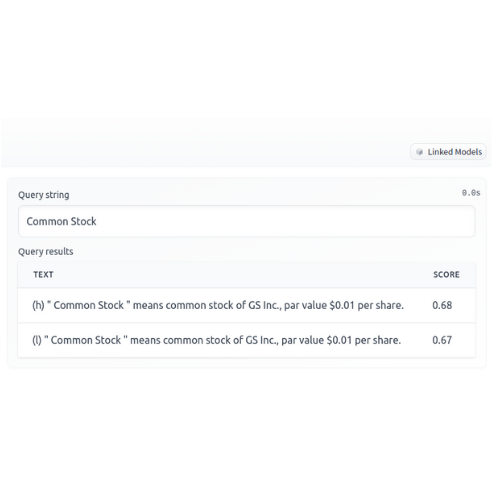 Linked Models
Query string 0.0s
Common Stock
Query results
TEXT SCORE
(h) " Common Stock " means common stock of GS Inc., par value $0.01 per share. 0.68
(l) " Common Stock " means common stock of GS Inc., par value $0.01 per share. 0.67